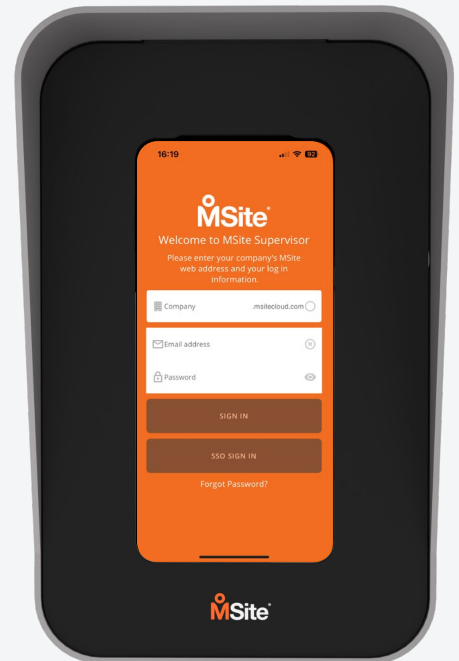 16:19
92
MSite
Welcome to MSite Supervisor
Please enter your company's MSite
web address and your log in
information.
Company .msitecloud.com
Email address
Password
SIGN IN
SSO SIGN IN
Forgot Password?
MSite